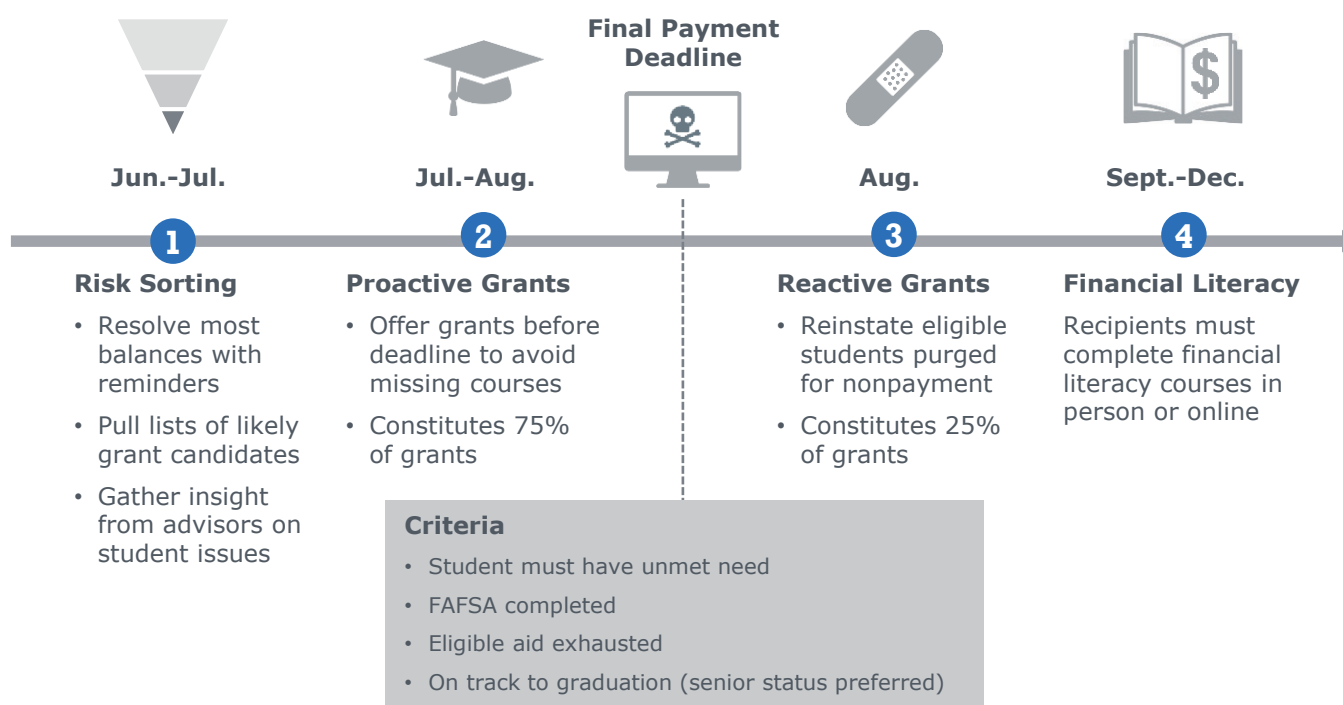 Final Payment
Deadline
$
Jun.-Jul.
Jul.-Aug.
Aug.
Sept.-Dec.
1
2
3
4
Risk Sorting
• Resolve most
balances with
reminders
• Pull lists of likely
grant candidates
• Gather insight
from advisors on
student issues
Proactive Grants
• Offer grants before
deadline to avoid
missing courses
• Constitutes 75%
of grants
Reactive Grants
• Reinstate eligible
students purged
for nonpayment
• Constitutes 25%
of grants
Financial Literacy
Recipients must
complete financial
literacy courses in
person or online
Criteria
• Student must have unmet need
• FAFSA completed
• Eligible aid exhausted
• On track to graduation (senior status preferred)